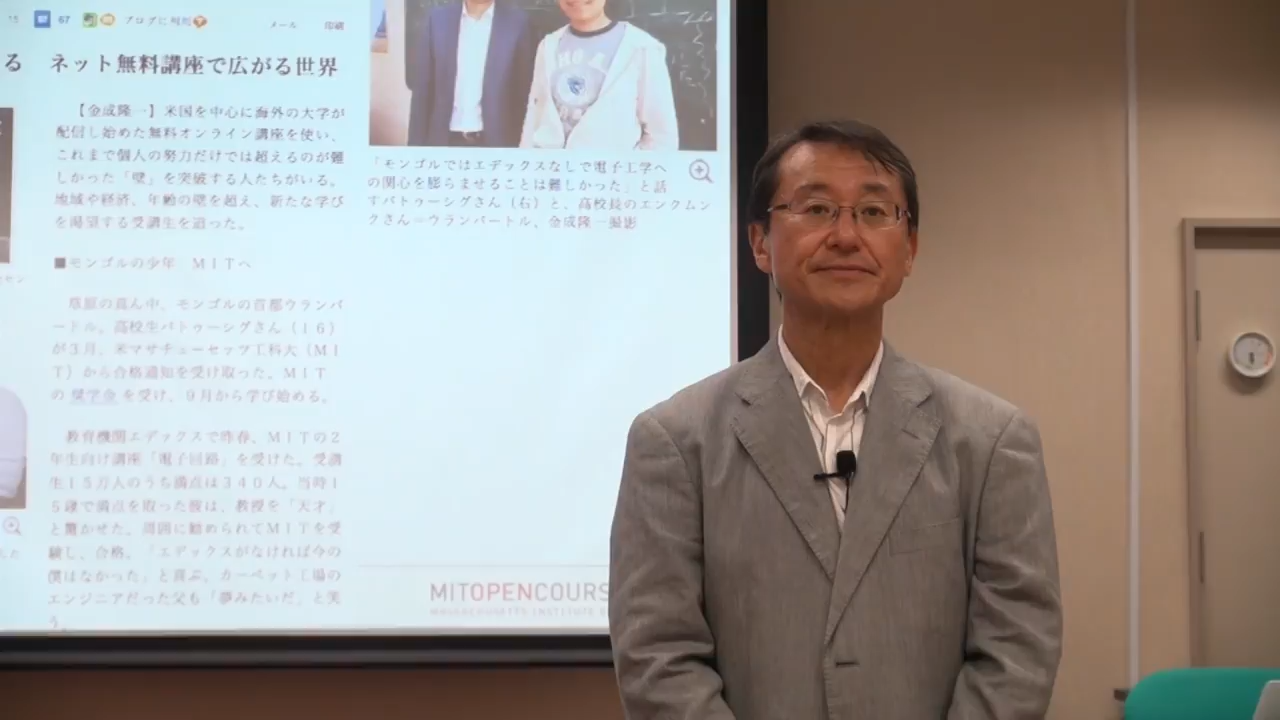 15 67 ブログに利用 メール 印刷
る ネット無料講座で広がる世界
【金成隆一】米国を中心に海外の大学が
配信し始めた無料オンライン講座を使い、
これまで個人の努力だけでは超えるのが難
しかった「壁」を突破する人たちがいる。
地域や経済、年齢の壁を超え、新たな学び
を渇望する受講生を追った。
■モンゴルの少年 MITへ
草原の真ん中、モンゴルの首都ウランバ
ートル。高校生バトゥーシグさん(16)
が3月、米マサチューセッツ工科大(MI
T)から合格通知を受け取った。MIT
の奨学金を受け、9月から学び始める。
教育機関エデックスで昨春、MITの2
年生向け講座「電子回路」を受けた。受講
生15万人のうち満点は340人。当時1
5歳で満点を取った彼は、教授を「天才」
と驚かせた。周囲に勧められてMITを受
験し、合格。「エデックスがなければ今の
僕はなかった」と喜ぶ。カーペット工場の
エンジニアだった父も「夢みたいだ」と笑
う。
「モンゴルではエデックスなしで電子工学へ
の関心を膨らませることは難しかった」と話
すバトゥーシグさん(右)と、高校長のエンクムン
クさん=ウランバートル、金成隆一撮影
MITOPENCOURS
MASSACHUSETTS INSTITUTE